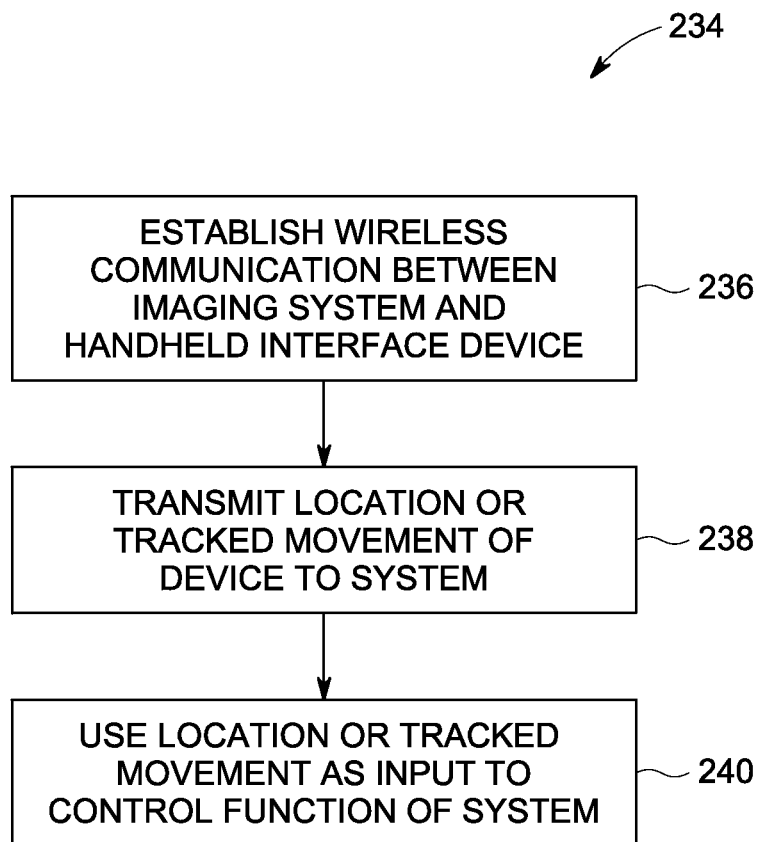 234
ESTABLISH WIRELESS
COMMUNICATION BETWEEN
IMAGING SYSTEM AND
HANDHELD INTERFACE DEVICE
236
TRANSMIT LOCATION OR
TRACKED MOVEMENT OF
DEVICE TO SYSTEM
238
USE LOCATION OR TRACKED
MOVEMENT AS INPUT TO
CONTROL FUNCTION OF SYSTEM
240